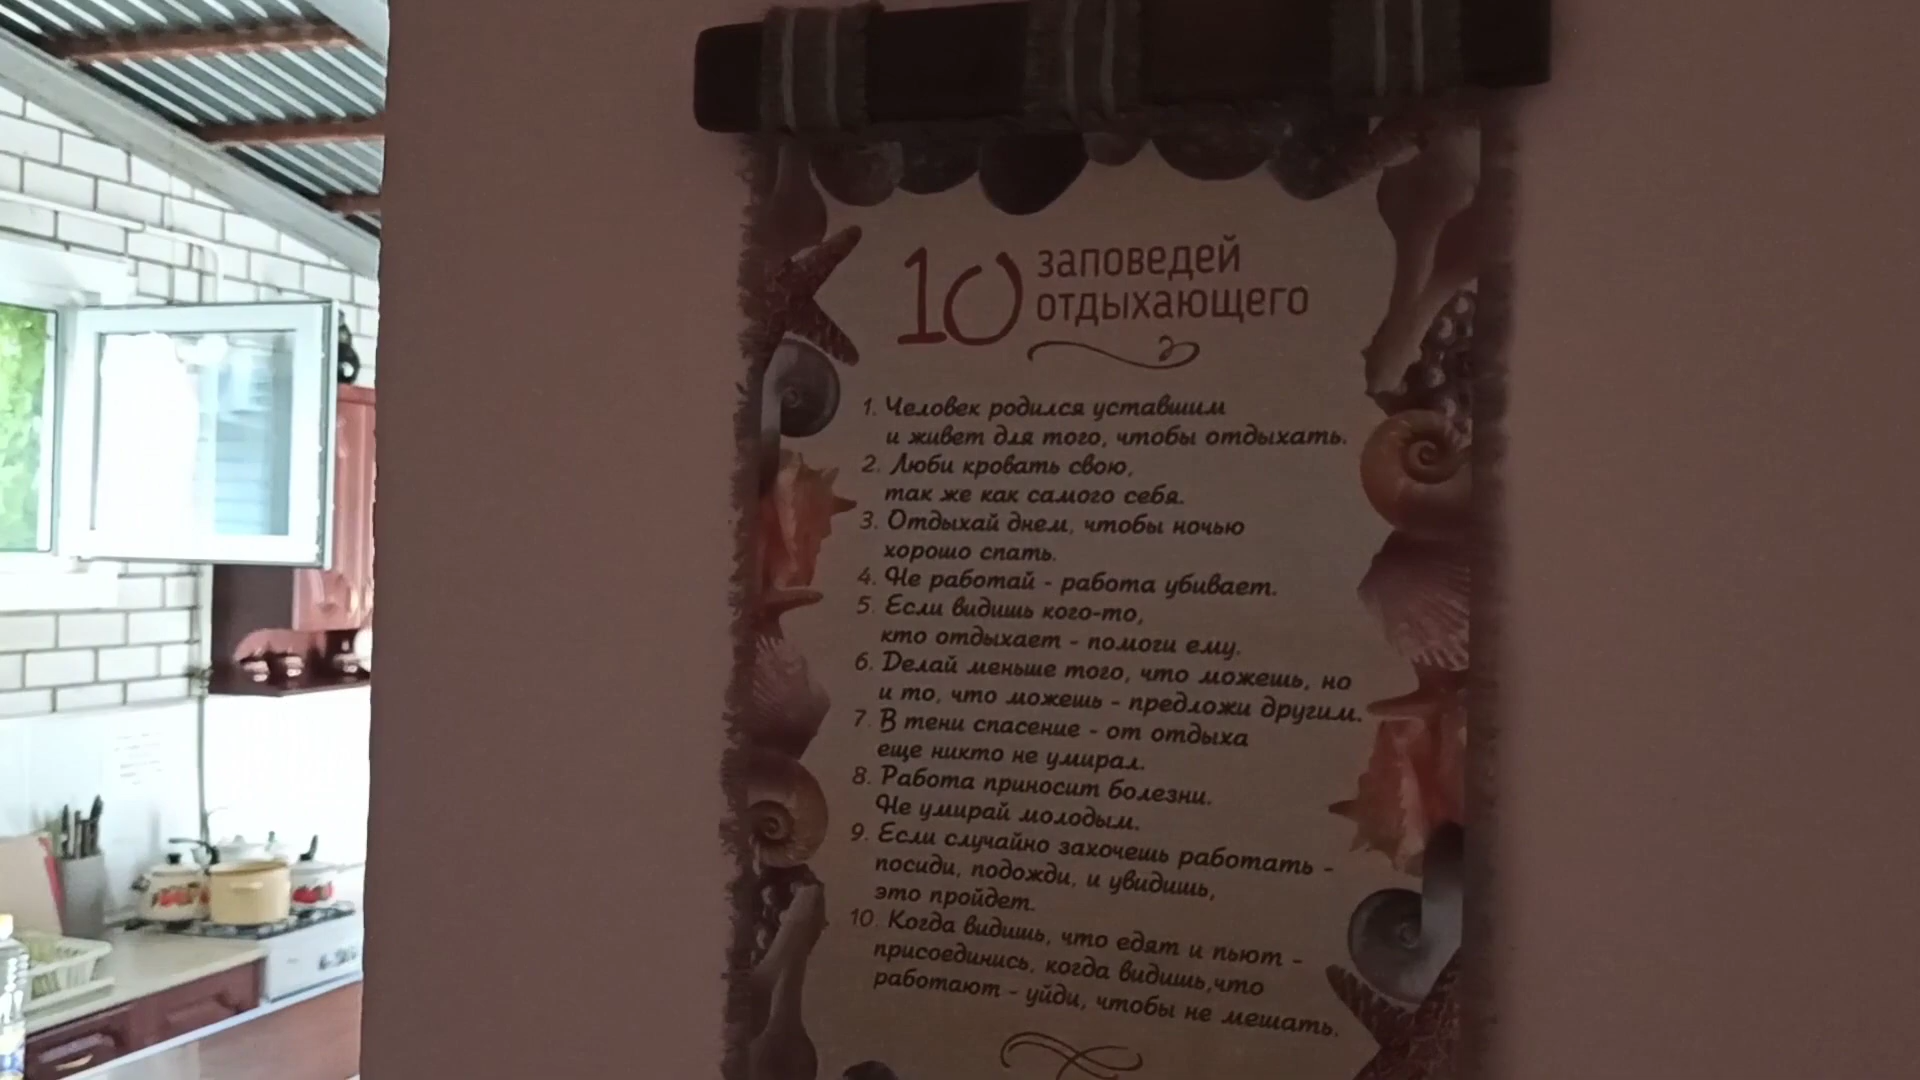 10 заповедей
отдыхающего
1. Человек родился уставшим
и живет для того, чтобы отдыхать.
2. Люби кровать свою,
так же как самого себя.
3. Отдыхай днем, чтобы ночью
хорошо спать.
4. Не работай - работа убивает.
5. Если видишь кого-то,
кто отдыхает - помоги ему.
6. Делай меньше того, что можешь, но
и то, что можешь - предложи другим.
7. В тени спасение - от отдыха
еще никто не умирал.
8. Работа приносит болезни.
Не умирай молодым.
9. Если случайно захочешь работать -
посиди, подожди, и увидишь,
это пройдет.
10. Когда видишь, что едят и пьют -
присоединись, когда видишь,что
работают - уйди, чтобы не мешать.